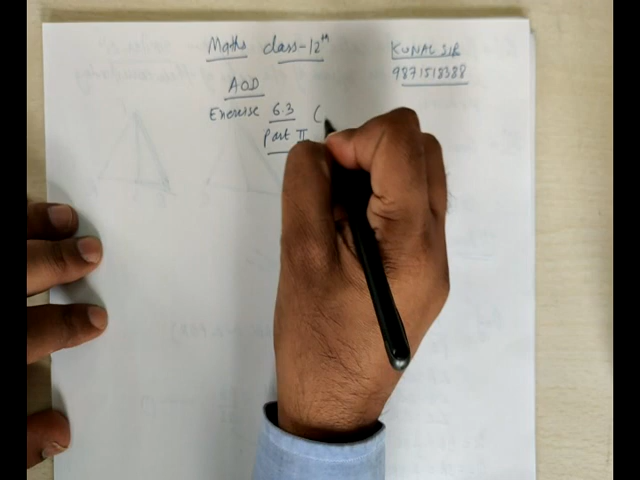 Maths class-12th
KUNAL SIR
9871518388
AOD
Exercise 6.3 (
Part II